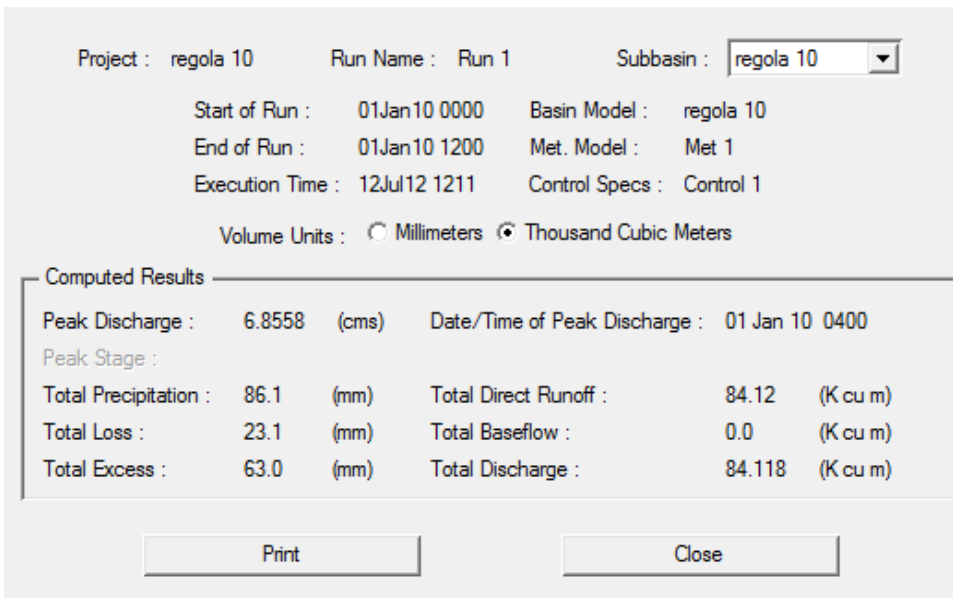 Project : regola 10 Run Name : Run 1 Subbasin : regola 10
Start of Run : 01Jan10 0000 Basin Model : regola 10
End of Run : 01Jan10 1200 Met. Model : Met 1
Execution Time : 12Jul12 1211 Control Specs : Control 1
Volume Units : Millimeters Thousand Cubic Meters
Computed Results
Peak Discharge : 6.8558 (cms) Date/Time of Peak Discharge : 01 Jan 10 0400
Peak Stage :
Total Precipitation : 86.1 (mm) Total Direct Runoff : 84.12 (K cu m)
Total Loss : 23.1 (mm) Total Baseflow : 0.0 (K cu m)
Total Excess : 63.0 (mm) Total Discharge : 84.118 (K cu m)
Print Close